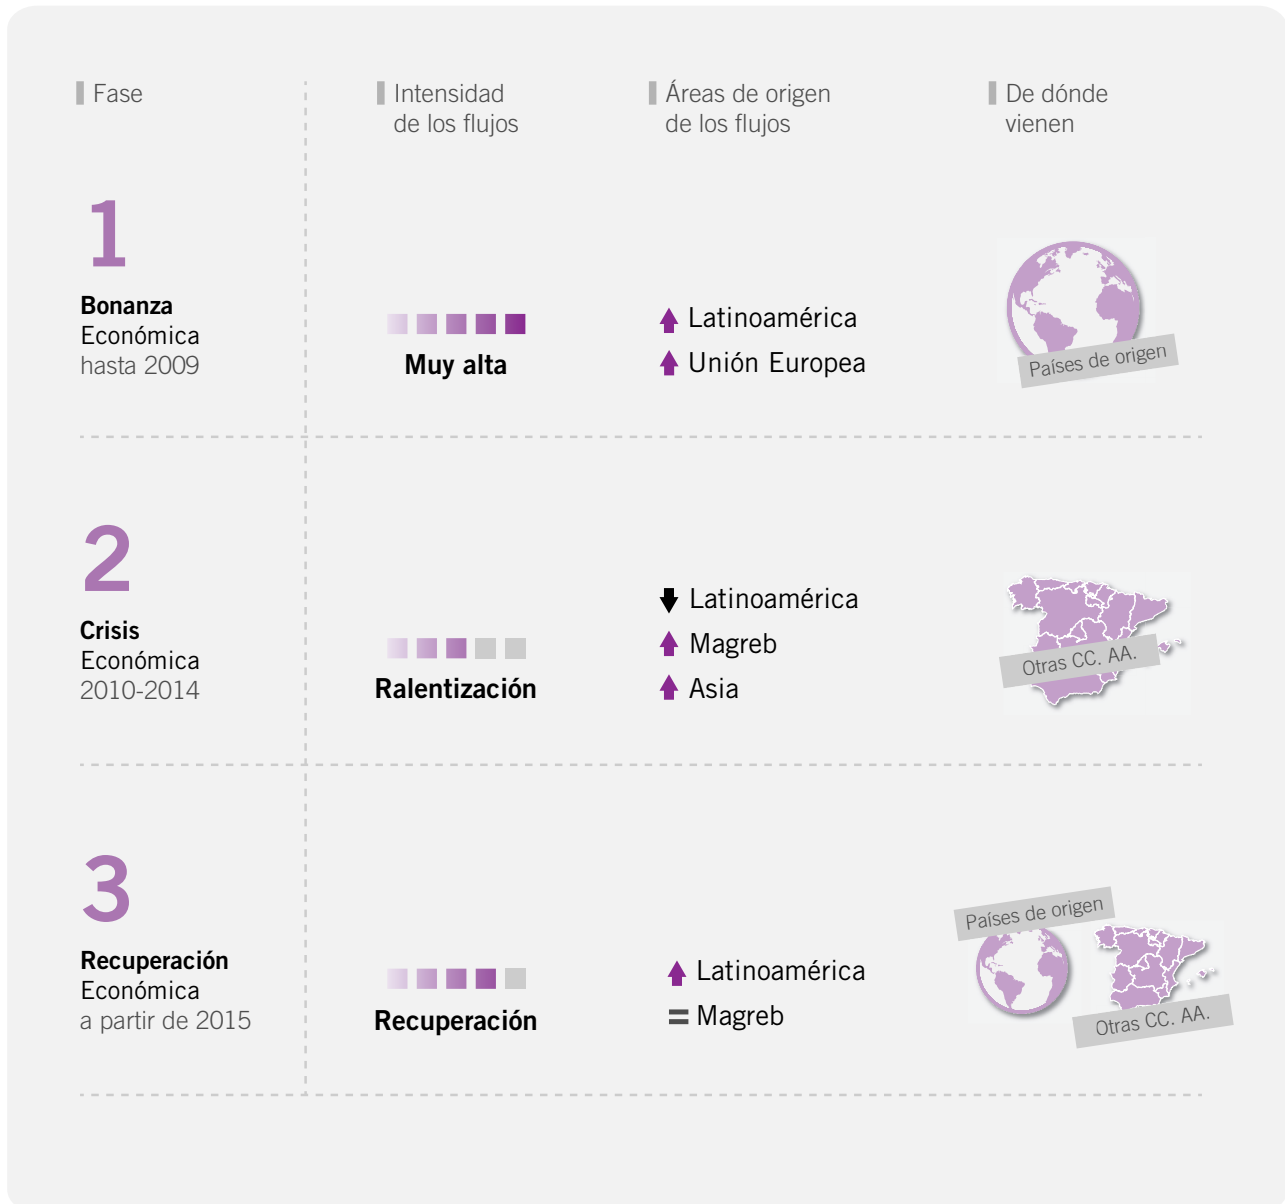 Fase
Intensidad
de los flujos
Áreas de origen
de los flujos
De dónde
vienen
1
Bonanza
Económica
hasta 2009
Muy alta
Latinoamérica
Unión Europea
Países de origen
2
Crisis
Económica
2010-2014
Ralentización
Latinoamérica
Magreb
Asia
Otras CC. AA.
3
Recuperación
Económica
a partir de 2015
Recuperación
Latinoamérica
= Magreb
Países de origen
Otras CC. AA.